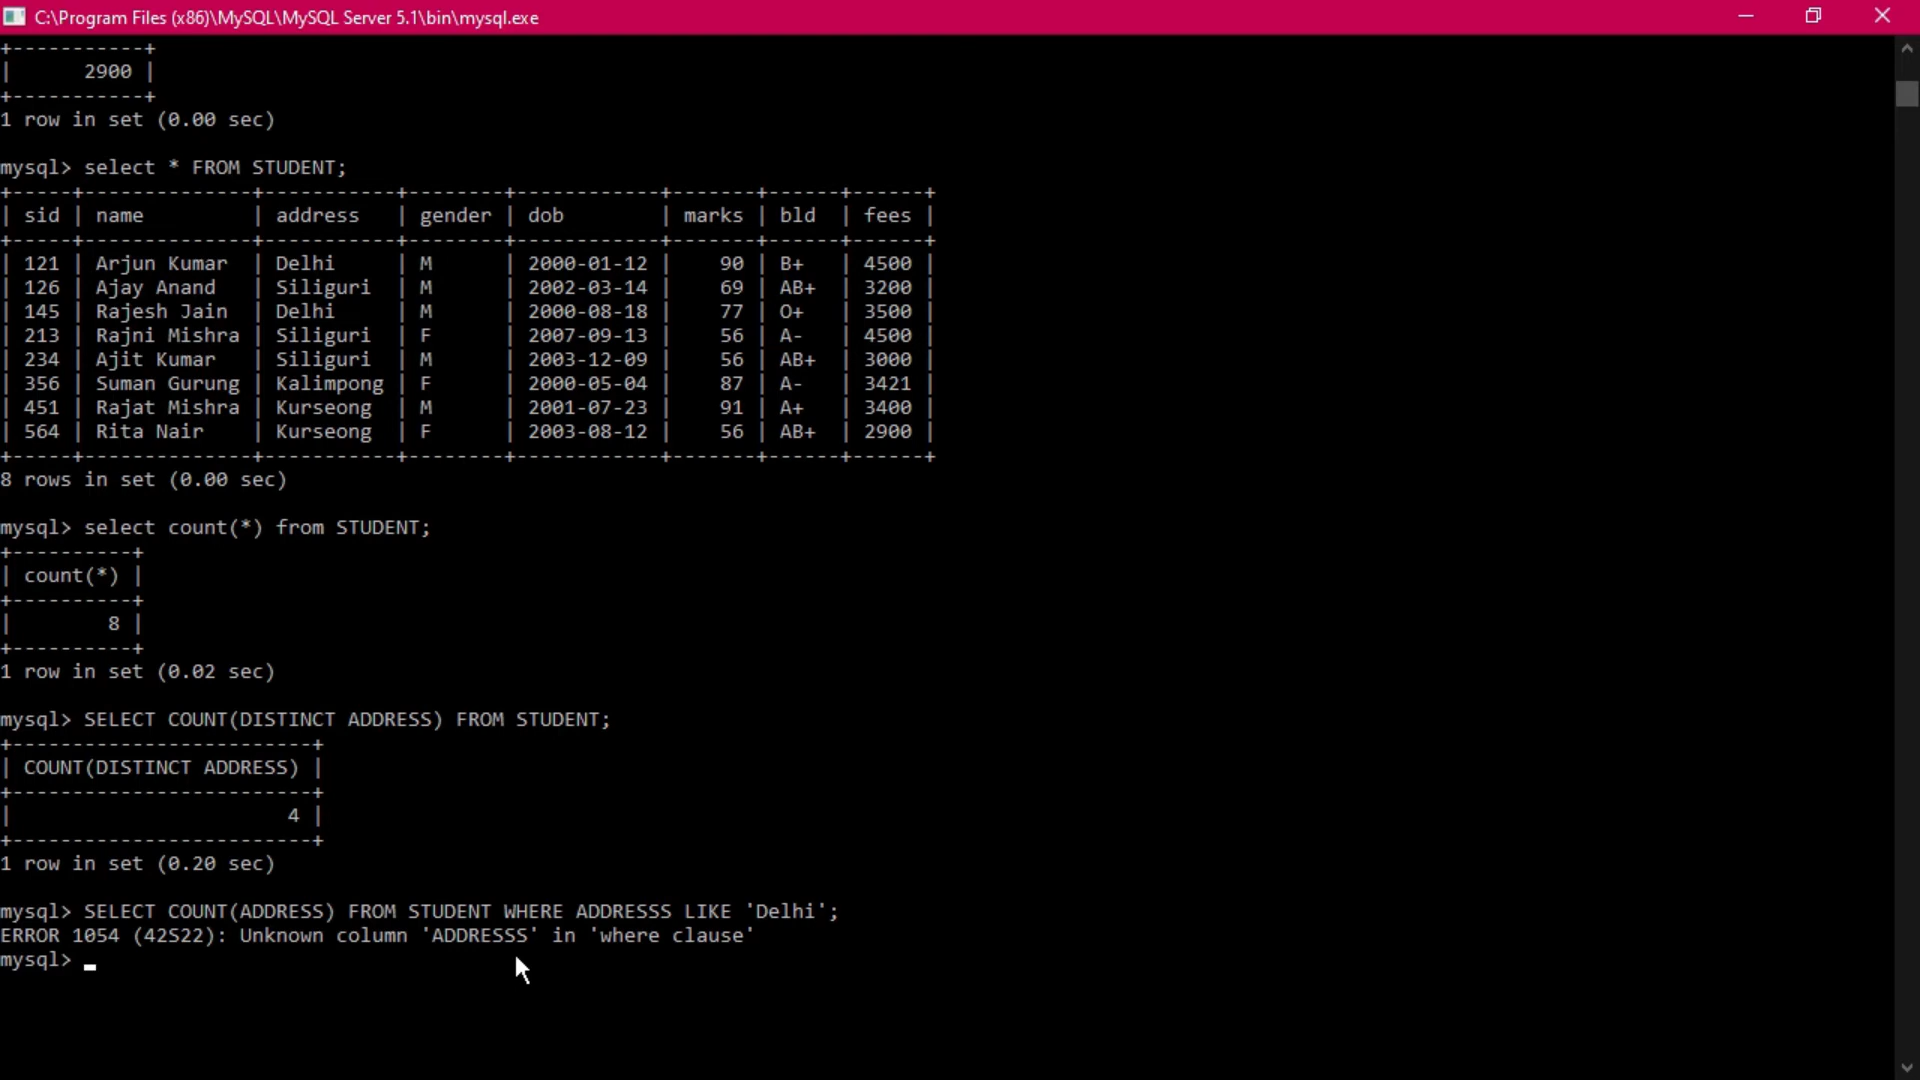 C:\Program Files (x86)\MySQL\MySQL Server 5.1\bin\mysql.exe
+-----------+
|      2900 |
+-----------+
1 row in set (0.00 sec)

mysql> select * FROM STUDENT;
+-----+--------------+-----------+--------+------------+-------+------+------+
| sid | name         | address   | gender | dob        | marks | bld  | fees |
+-----+--------------+-----------+--------+------------+-------+------+------+
| 121 | Arjun Kumar  | Delhi     | M      | 2000-01-12 |    90 | B+   | 4500 |
| 126 | Ajay Anand   | Siliguri  | M      | 2002-03-14 |    69 | AB+  | 3200 |
| 145 | Rajesh Jain  | Delhi     | M      | 2000-08-18 |    77 | O+   | 3500 |
| 213 | Rajni Mishra | Siliguri  | F      | 2007-09-13 |    56 | A-   | 4500 |
| 234 | Ajit Kumar   | Siliguri  | M      | 2003-12-09 |    56 | AB+  | 3000 |
| 356 | Suman Gurung | Kalimpong | F      | 2000-05-04 |    87 | A-   | 3421 |
| 451 | Rajat Mishra | Kurseong  | M      | 2001-07-23 |    91 | A+   | 3400 |
| 564 | Rita Nair    | Kurseong  | F      | 2003-08-12 |    56 | AB+  | 2900 |
+-----+--------------+-----------+--------+------------+-------+------+------+
8 rows in set (0.00 sec)

mysql> select count(*) from STUDENT;
+----------+
| count(*) |
+----------+
|        8 |
+----------+
1 row in set (0.02 sec)

mysql> SELECT COUNT(DISTINCT ADDRESS) FROM STUDENT;
+-------------------------+
| COUNT(DISTINCT ADDRESS) |
+-------------------------+
|                       4 |
+-------------------------+
1 row in set (0.20 sec)

mysql> SELECT COUNT(ADDRESS) FROM STUDENT WHERE ADDRESSS LIKE 'Delhi';
ERROR 1054 (42S22): Unknown column 'ADDRESSS' in 'where clause'
mysql>